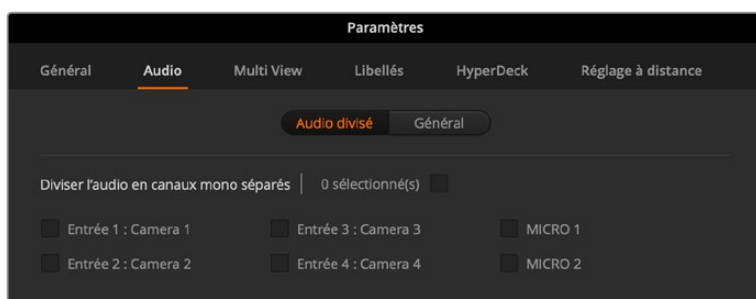 Paramètres
Général Audio Multi View Libellés HyperDeck Réglage à distance
Audio divisé Général
Diviser l'audio en canaux mono séparés 0 sélectionné(s)
Entrée 1 : Camera 1 Entrée 3 : Camera 3 MICRO 1
Entrée 2 : Camera 2 Entrée 4 : Camera 4 MICRO 2